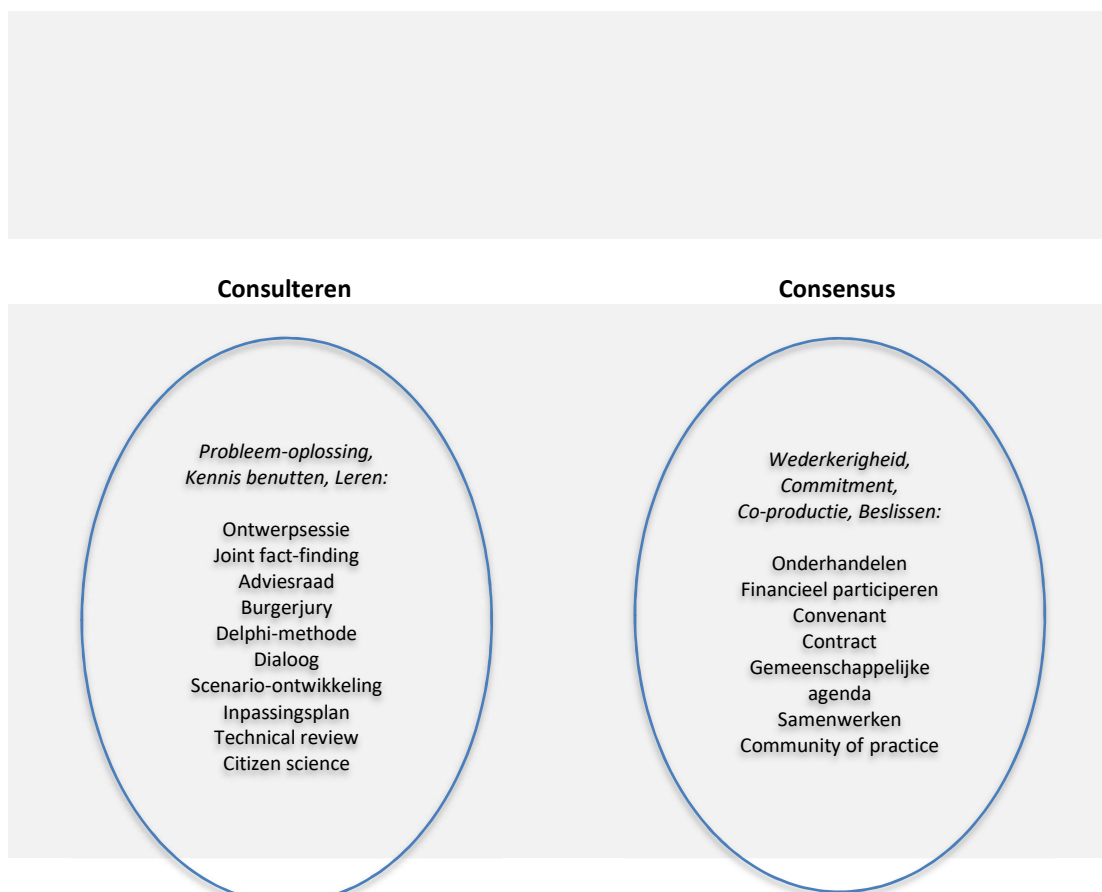 Consulteren
Probleem-oplossing,
Kennis benutten, Leren:
Ontwerpsessie
Joint fact-finding
Adviesraad
Burgerjury
Delphi-methode
Dialoog
Scenario-ontwikkeling
Inpassingsplan
Technical review
Citizen science
Consensus
Wederkerigheid,
Commitment,
Co-productie, Beslissen:
Onderhandelen
Financieel participeren
Convenant
Contract
Gemeenschappelijke
agenda
Samenwerken
Community of practice